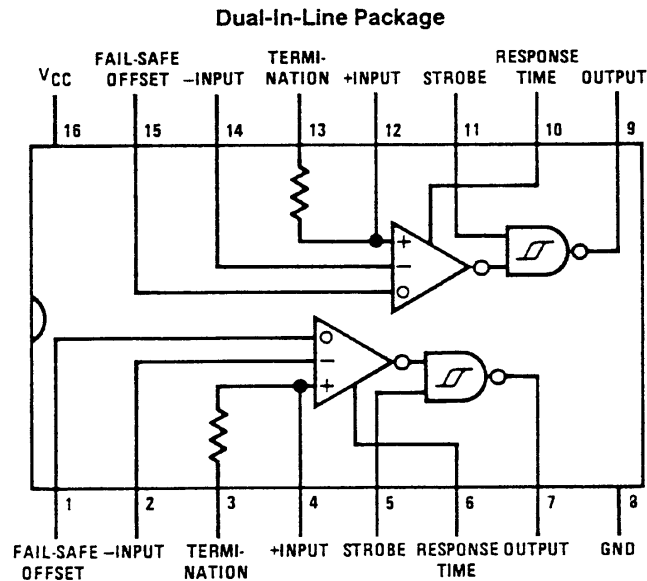 Dual-In-Line Package
VCC
FAIL-SAFE
OFFSET
–INPUT
TERMI-
NATION
+INPUT
STROBE
RESPONSE
TIME
OUTPUT
16
15
14
13
12
11
10
9
+
–
+
–
1
2
3
4
5
6
7
8
FAIL-SAFE
OFFSET
–INPUT
TERMI-
NATION
+INPUT
STROBE
RESPONSE
TIME
OUTPUT
GND